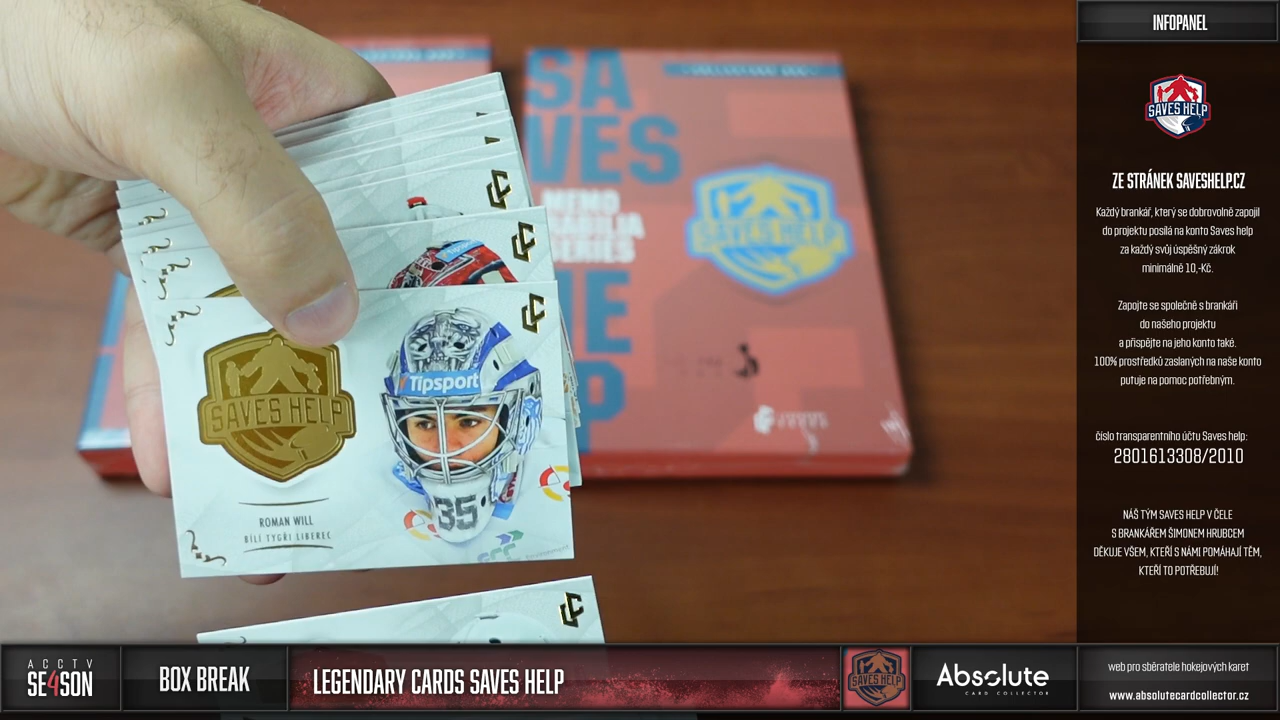 INFOPANEL
SAVES HELP
ZE STRÁNEK SAVESHELP.CZ
Každý brankář, který se dobrovolně zapojil
do projektu posílá na konto Saves help
za každý svůj úspěšný zákrok
minimálně 10,-Kč.
Zapojte se společně s brankáři
do našeho projektu
a přispějte na jeho konto také.
100% prostředků zaslaných na naše konto
putuje na pomoc potřebným.
číslo transparentního účtu Saves help:
2801613308/2010
NÁŠ TÝM SAVES HELP V ČELE
S BRANKÁŘEM ŠIMONEM HRUBCEM
DĚKUJE VŠEM, KTEŘÍ S NÁMI POMÁHAJÍ TĚM,
KTEŘÍ TO POTŘEBUJÍ!
SA
VES
MEMO
RABILIA
SERIES
HE
LP
SAVES HELP
SAVES HELP
Tipsport
35
ROMAN WILL
BÍLÍ TYGŘI LIBEREC
ACCTV
SE4SON
BOX BREAK
LEGENDARY CARDS SAVES HELP
SAVES HELP
Absolute
CARD COLLECTOR
web pro sběratele hokejových karet
www.absolutecardcollector.cz